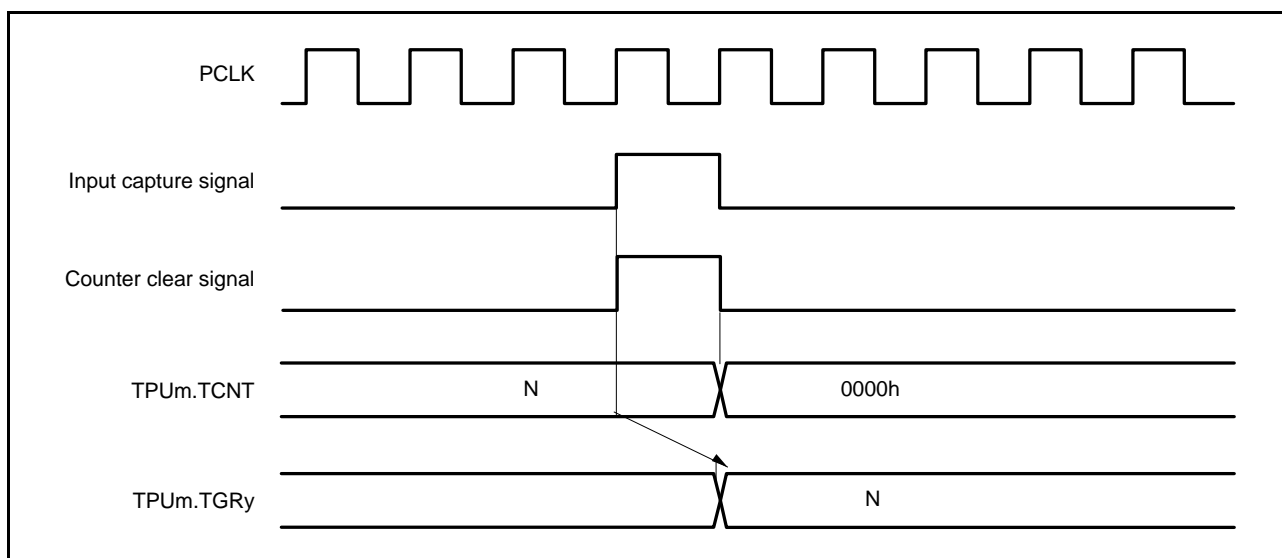 PCLK
Input capture signal
Counter clear signal
TPUm.TCNT N 0000h
TPUm.TGRy N